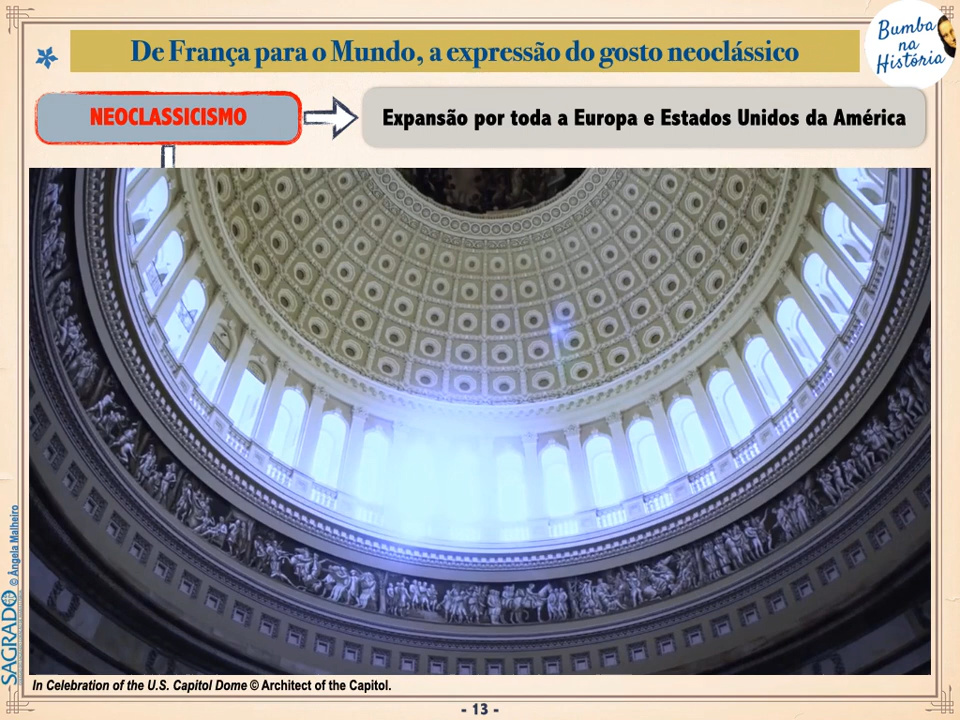 De França para o Mundo, a expressão do gosto neoclássico
Bumba
na
História
NEOCLASSICISMO
Expansão por toda a Europa e Estados Unidos da América
SAGRADO
© Ângela Malheiro
In Celebration of the U.S. Capitol Dome © Architect of the Capitol.
- 13 -